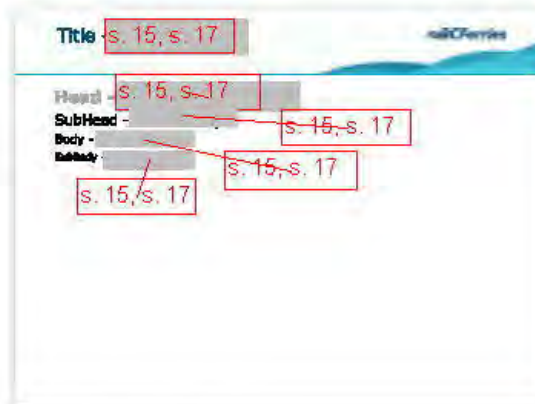 Title - s. 15, s. 17
BCFerries
Head - s. 15, s. 17
SubHead - s. 15, s. 17
Body - s. 15, s. 17
SubBody - s. 15, s. 17